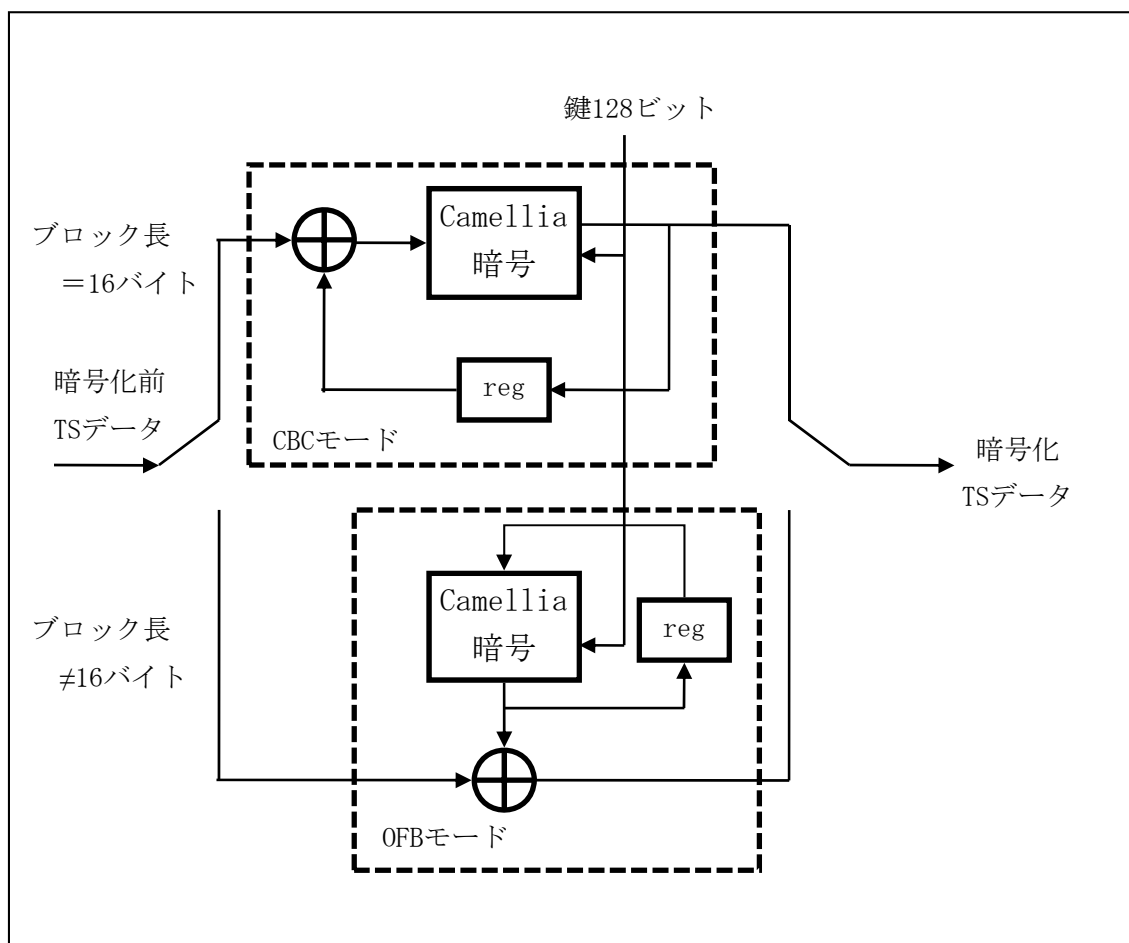 鍵128ビット
Camellia
暗号
ブロック長
＝16バイト
reg
暗号化前
TSデータ
CBCモード
暗号化
TSデータ
Camellia
暗号
reg
ブロック長
≠16バイト
OFBモード